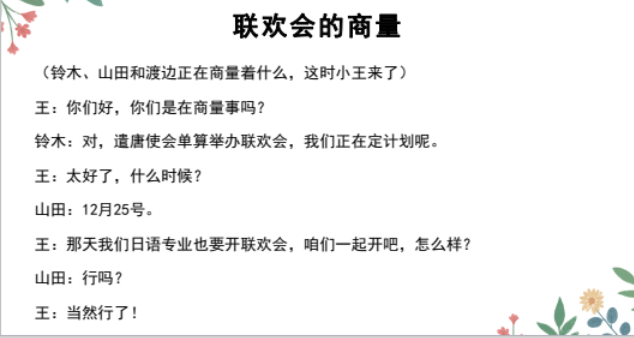 联欢会的商量
（铃木、山田和渡边正在商量着什么，这时小王来了）
王：你们好，你们是在商量事吗？
铃木：对，遣唐使会单算举办联欢会，我们正在定计划呢。
王：太好了，什么时候？
山田：12月25号。
王：那天我们日语专业也要开联欢会，咱们一起开吧，怎么样？
山田：行吗？
王：当然行了！